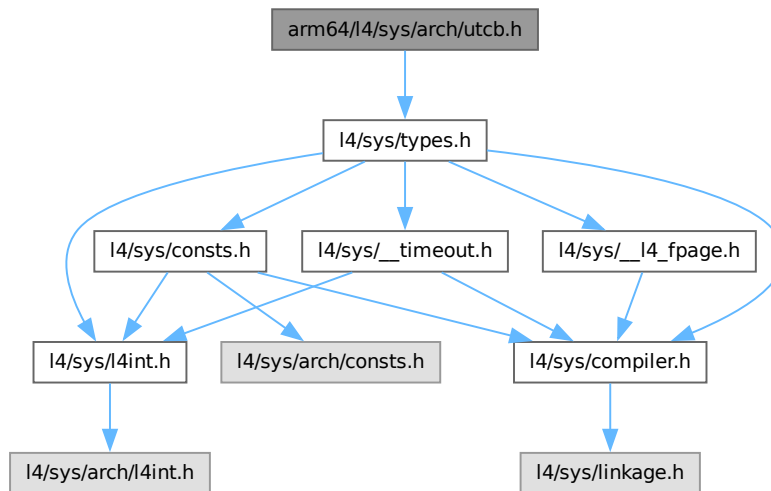 arm64/l4/sys/arch/utcb.h
l4/sys/types.h
l4/sys/consts.h
l4/sys/__timeout.h
l4/sys/__l4_fpage.h
l4/sys/l4int.h
l4/sys/arch/consts.h
l4/sys/compiler.h
l4/sys/arch/l4int.h
l4/sys/linkage.h